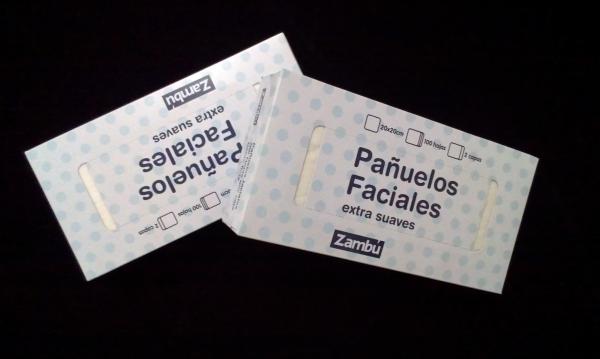 20x20cm 100 hojas 2 capas
Pañuelos
Faciales
extra suaves
Zambú
Zambú
extra suaves
Faciales
Pañuelos
100 hojas 2 capas